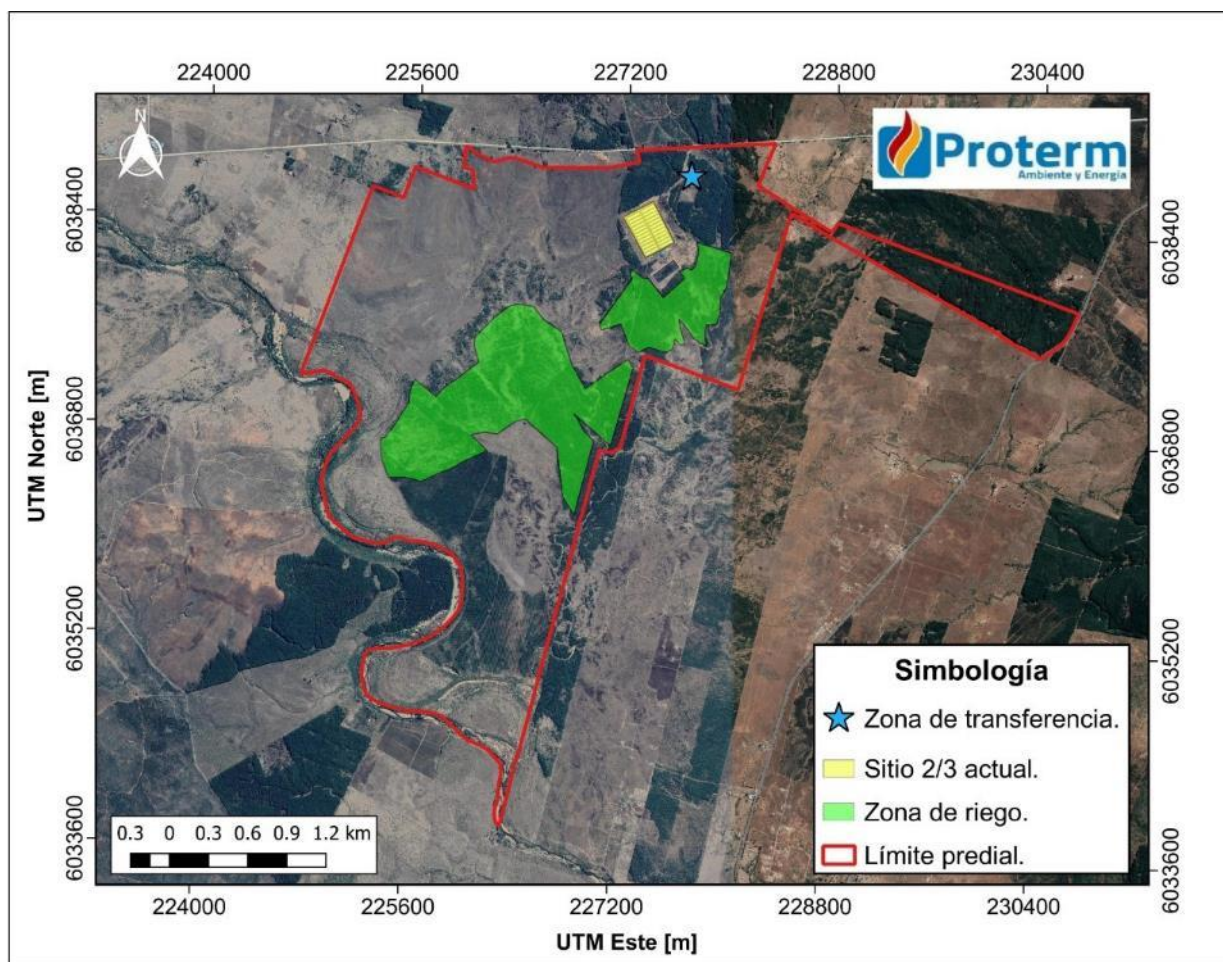 224000 225600 227200 228800 230400
N
Proterm
Ambiente y Energía
6038400
6038400
6036800
6036800
UTM Norte [m]
6035200
6035200
Simbología
Zona de transferencia.
Sitio 2/3 actual.
Zona de riego.
Límite predial.
0.3 0 0.3 0.6 0.9 1.2 km
6033600
6033600
224000 225600 227200 228800 230400
UTM Este [m]